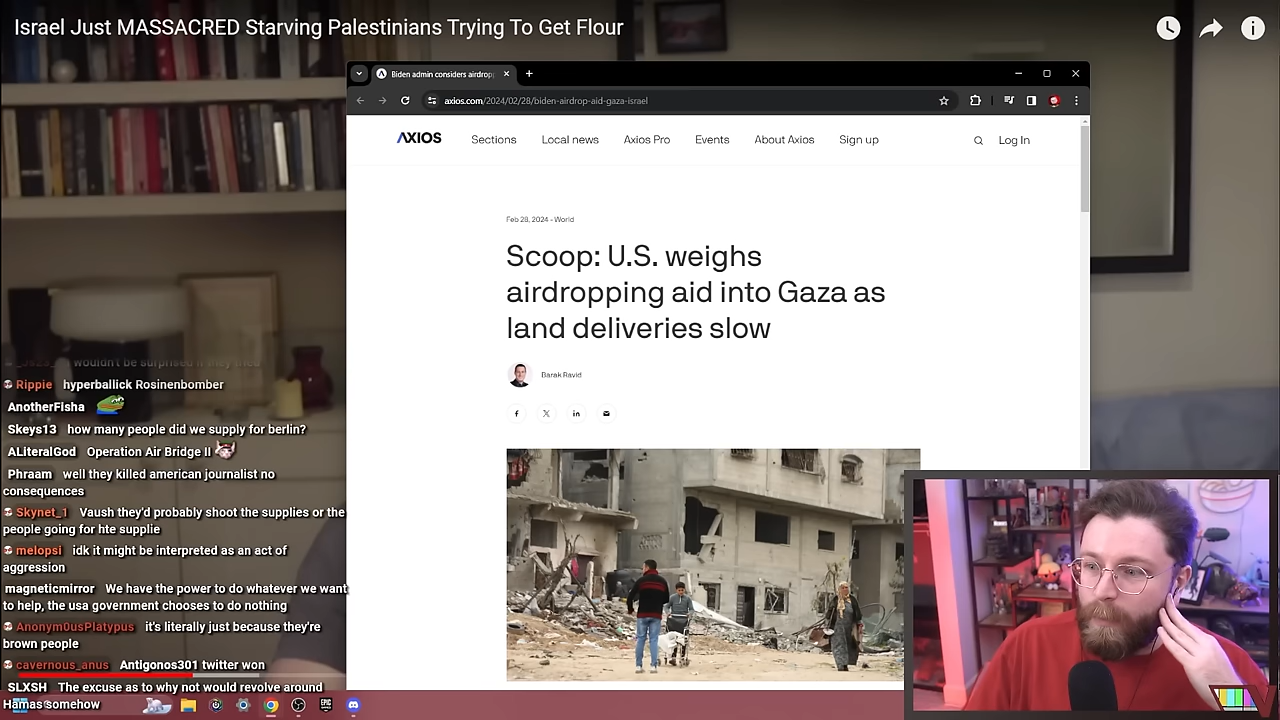 Israel Just MASSACRED Starving Palestinians Trying To Get Flour
Biden admin considers airdrop
axios.com/2024/02/28/biden-airdrop-aid-gaza-israel
AXIOS
Sections
Local news
Axios Pro
Events
About Axios
Sign up
Log In
Feb 28, 2024 - World
Scoop: U.S. weighs
airdropping aid into Gaza as
land deliveries slow
Barak Ravid
wouldn't be surprised if they tried
Rippie hyperballick Rosinenbomber
AnotherFisha
Skeys13 how many people did we supply for berlin?
ALiteralGod Operation Air Bridge II
Phraam well they killed american journalist no
consequences
Skynet_1 Vaush they'd probably shoot the supplies or the
people going for hte supplie
melopsi idk it might be interpreted as an act of
aggression
magneticmirror We have the power to do whatever we want
to help, the usa government chooses to do nothing
Anonym0usPlatypus it's literally just because they're
brown people
cavernous_anus Antigonos301 twitter won
SLXSH The excuse as to why not would revolve around
Hamas somehow